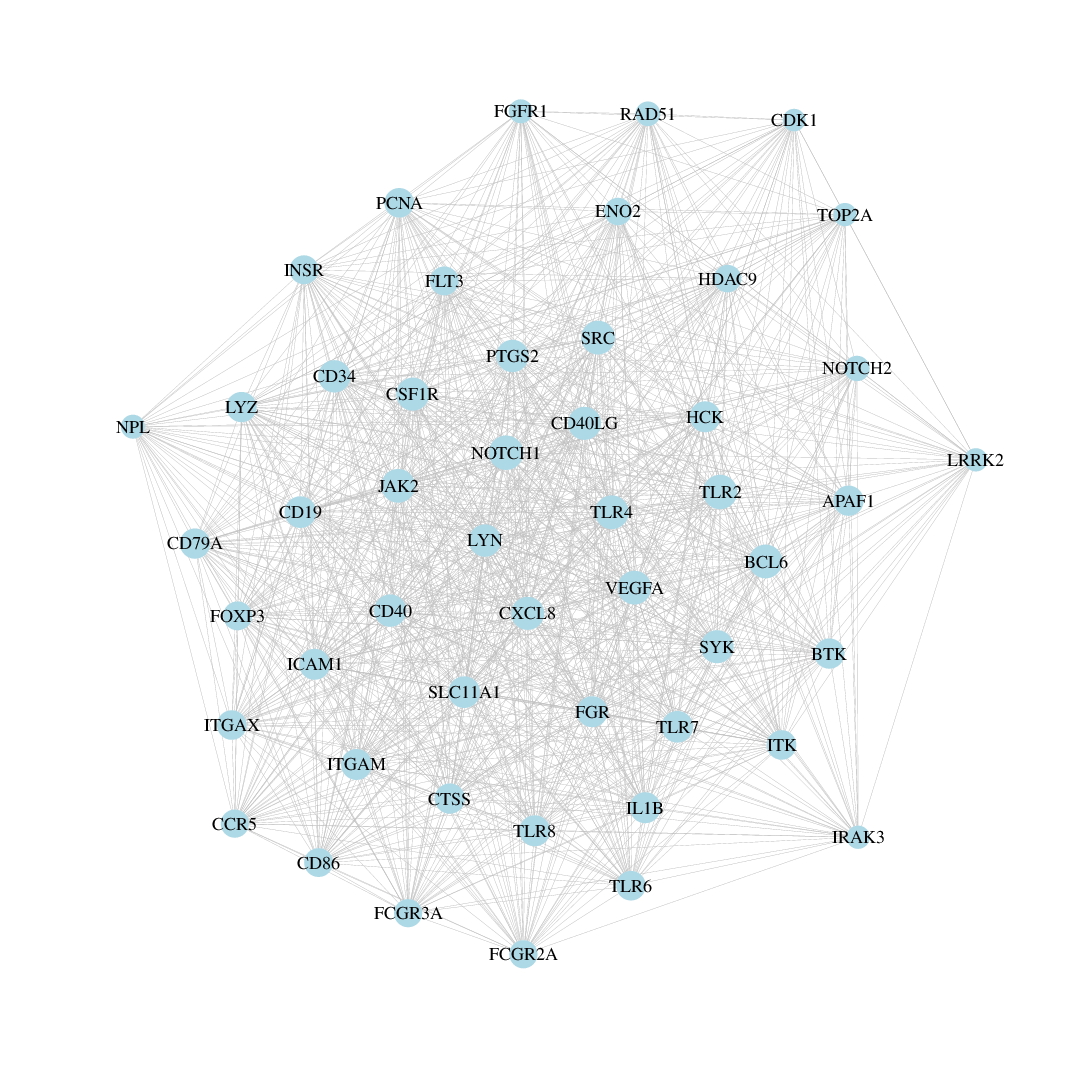 FGFR1
RAD51
CDK1
PCNA
ENO2
TOP2A
INSR
FLT3
HDAC9
SRC
PTGS2
NOTCH2
CD34
CSF1R
LYZ
HCK
CD40LG
NPL
NOTCH1
LRRK2
JAK2
TLR2
APAF1
CD19
TLR4
LYN
CD79A
BCL6
VEGFA
CD40
CXCL8
FOXP3
SYK
BTK
ICAM1
SLC11A1
FGR
ITGAX
TLR7
ITK
ITGAM
CTSS
IL1B
CCR5
TLR8
IRAK3
CD86
TLR6
FCGR3A
FCGR2A